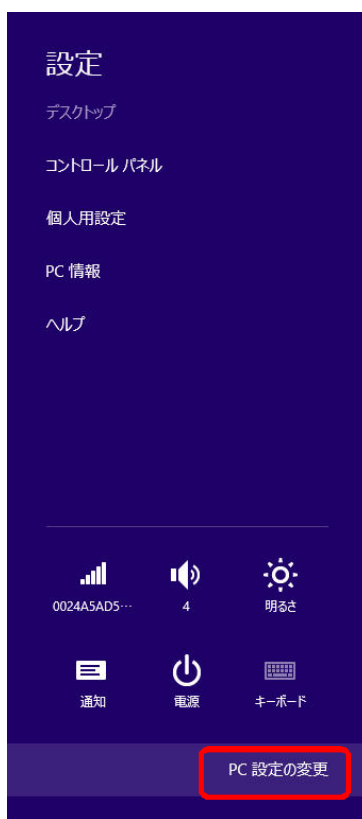 設定
デスクトップ
コントロール パネル
個人用設定
PC 情報
ヘルプ
0024A5AD5…
4
明るさ
通知
電源
キーボード
PC 設定の変更